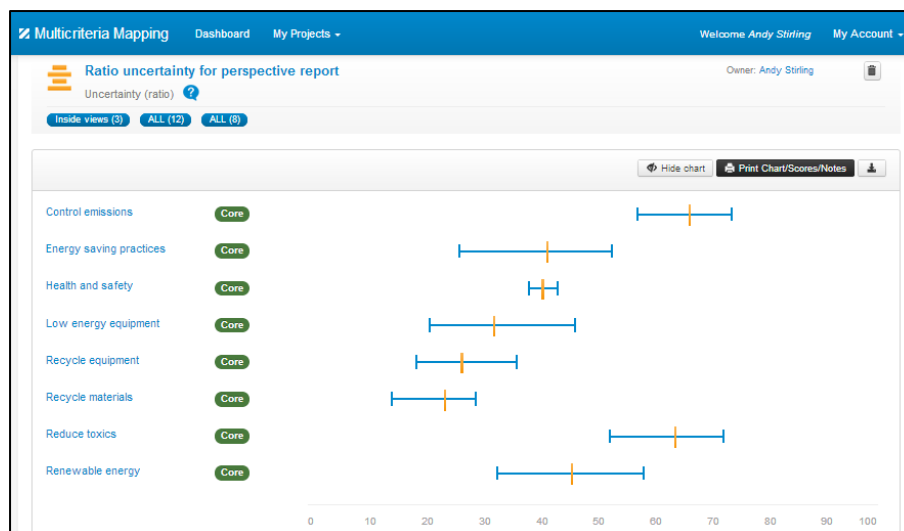 Multicriteria Mapping Dashboard My Projects Welcome Andy Stirling My Account
Ratio uncertainty for perspective report Owner: Andy Stirling
Uncertainty (ratio) ?
Inside views (3) ALL (12) ALL (8)
Hide chart Print Chart/Scores/Notes
Control emissions Core
Energy saving practices Core
Health and safety Core
Low energy equipment Core
Recycle equipment Core
Recycle materials Core
Reduce toxics Core
Renewable energy Core
0 10 20 30 40 50 60 70 80 90 100